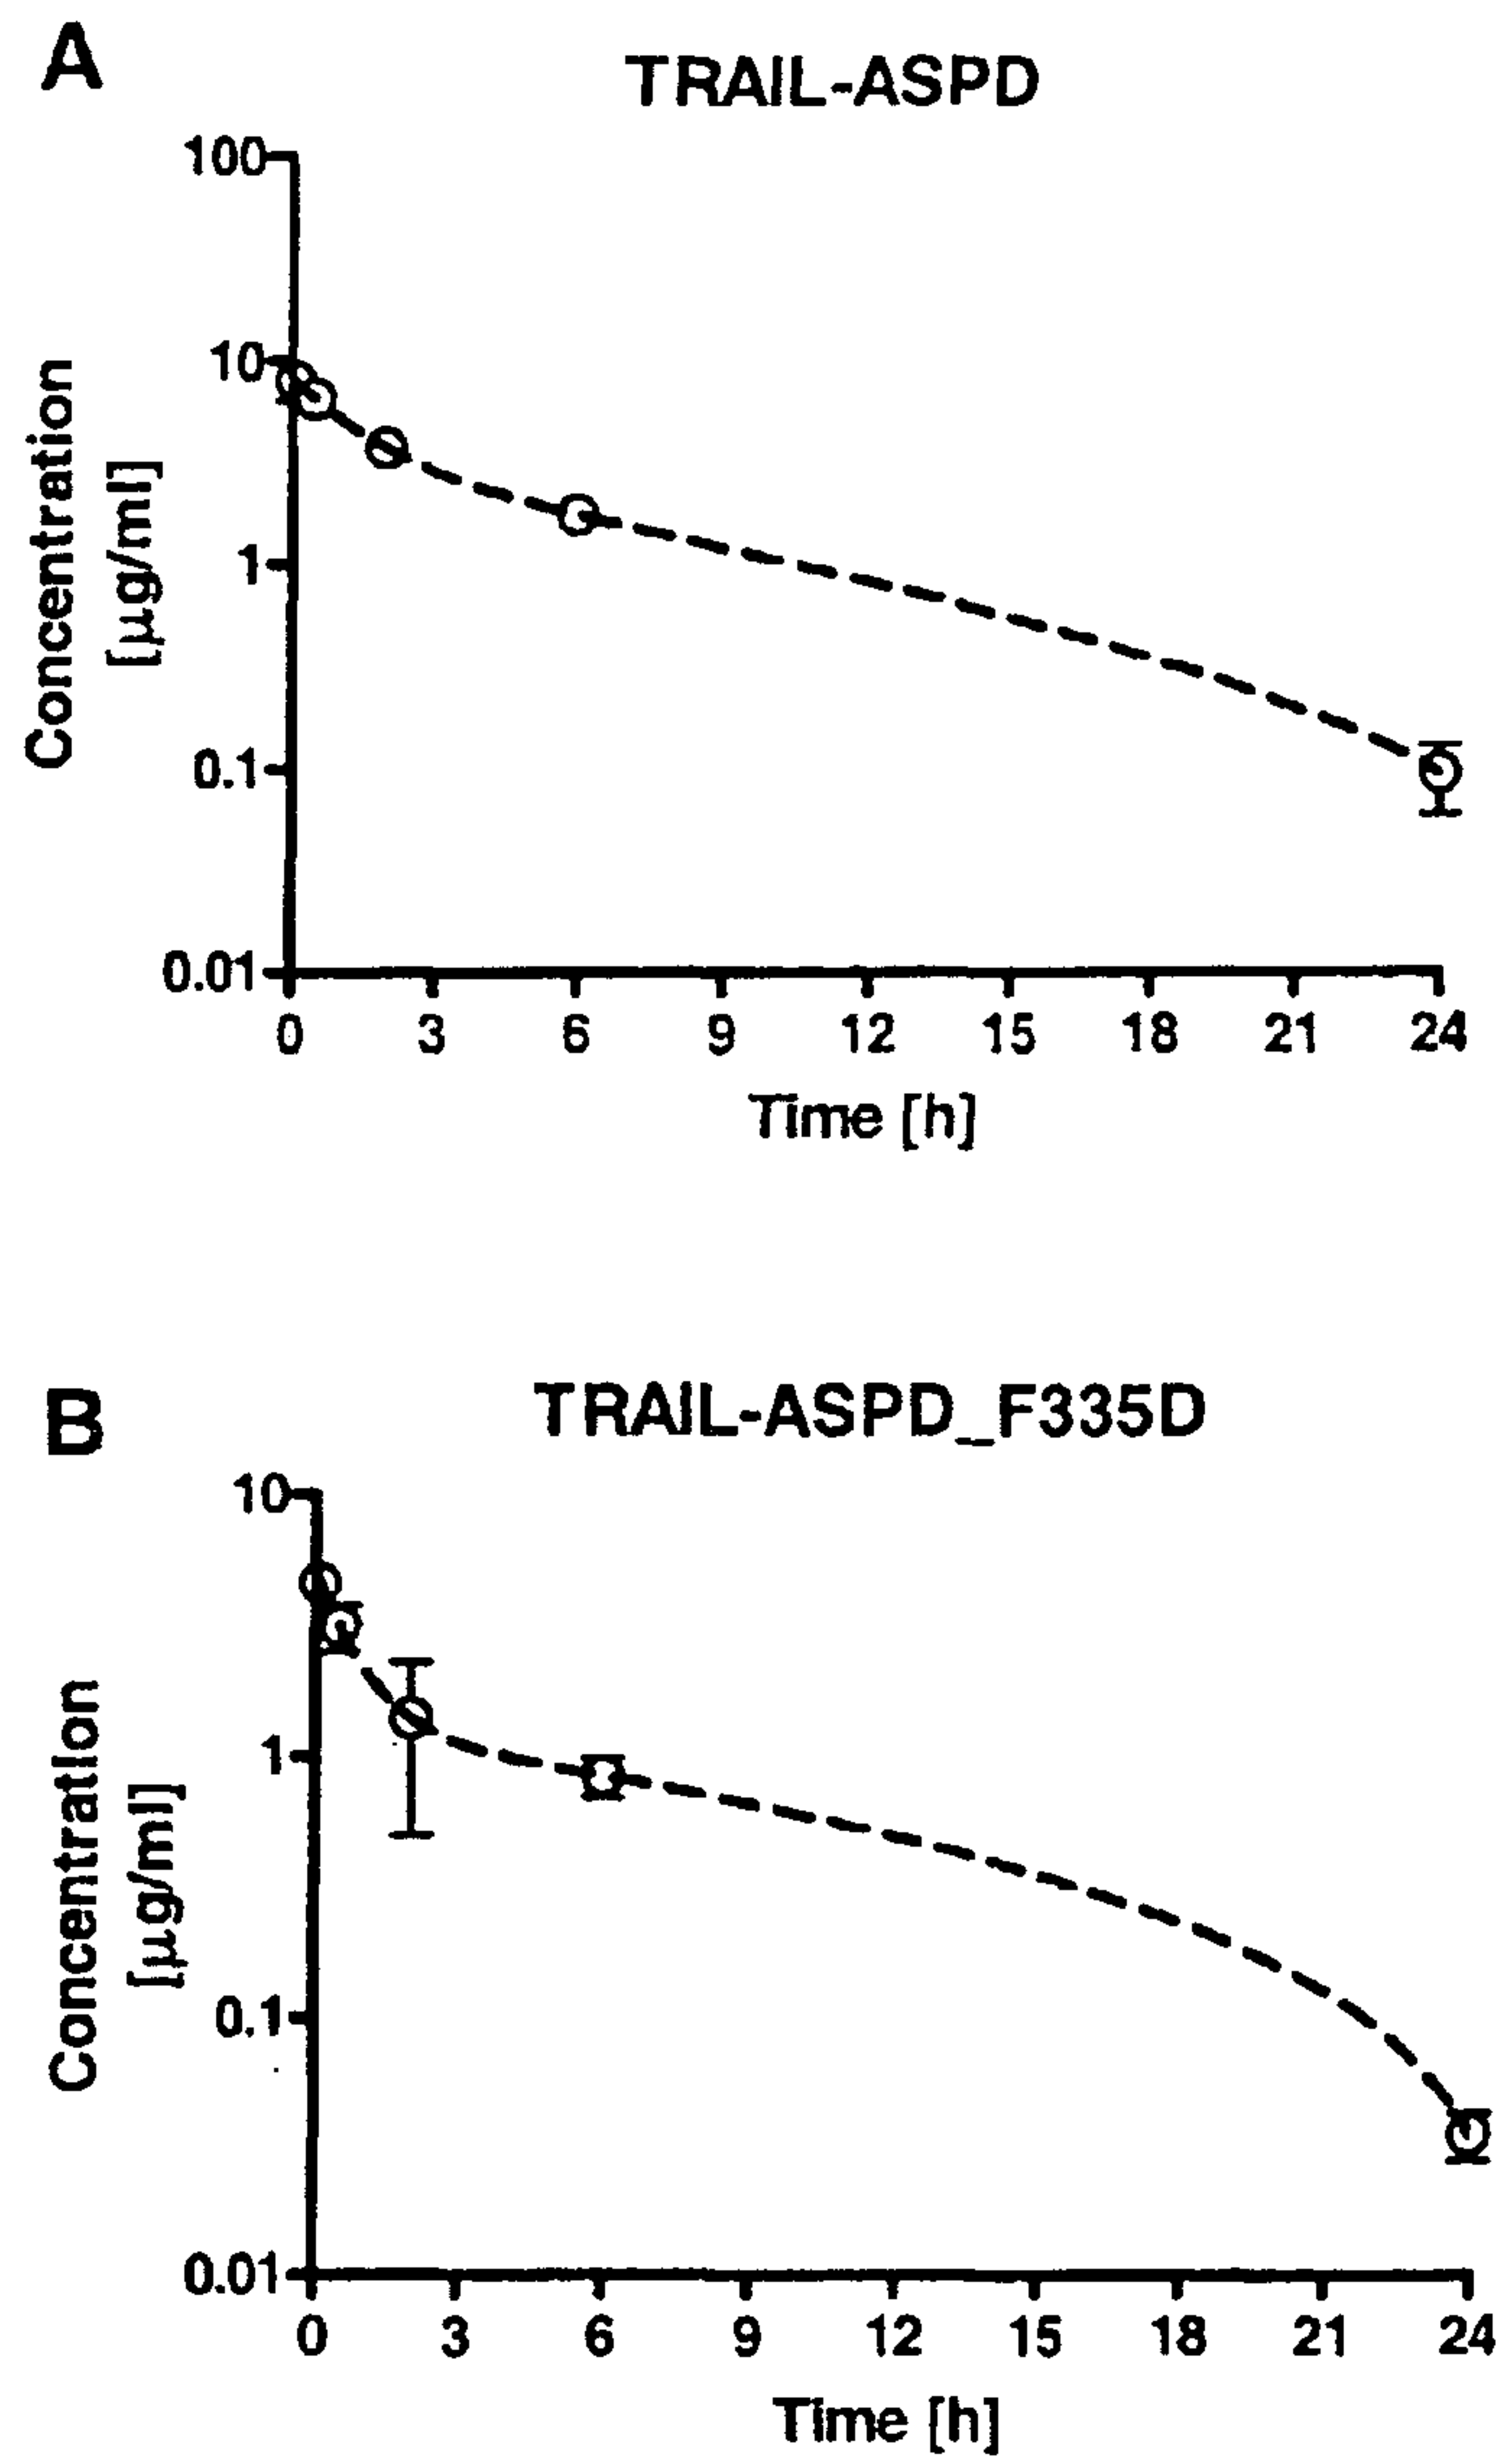 A
TRAIL-ASPD
100
10
1
0.1
0.01
Concentration
[µg/ml]
0 3 6 9 12 15 18 21 24
Time [h]
B
TRAIL-ASPD_F335D
10
1
0.1
0.01
Concentration
[µg/ml]
0 3 6 9 12 15 18 21 24
Time [h]